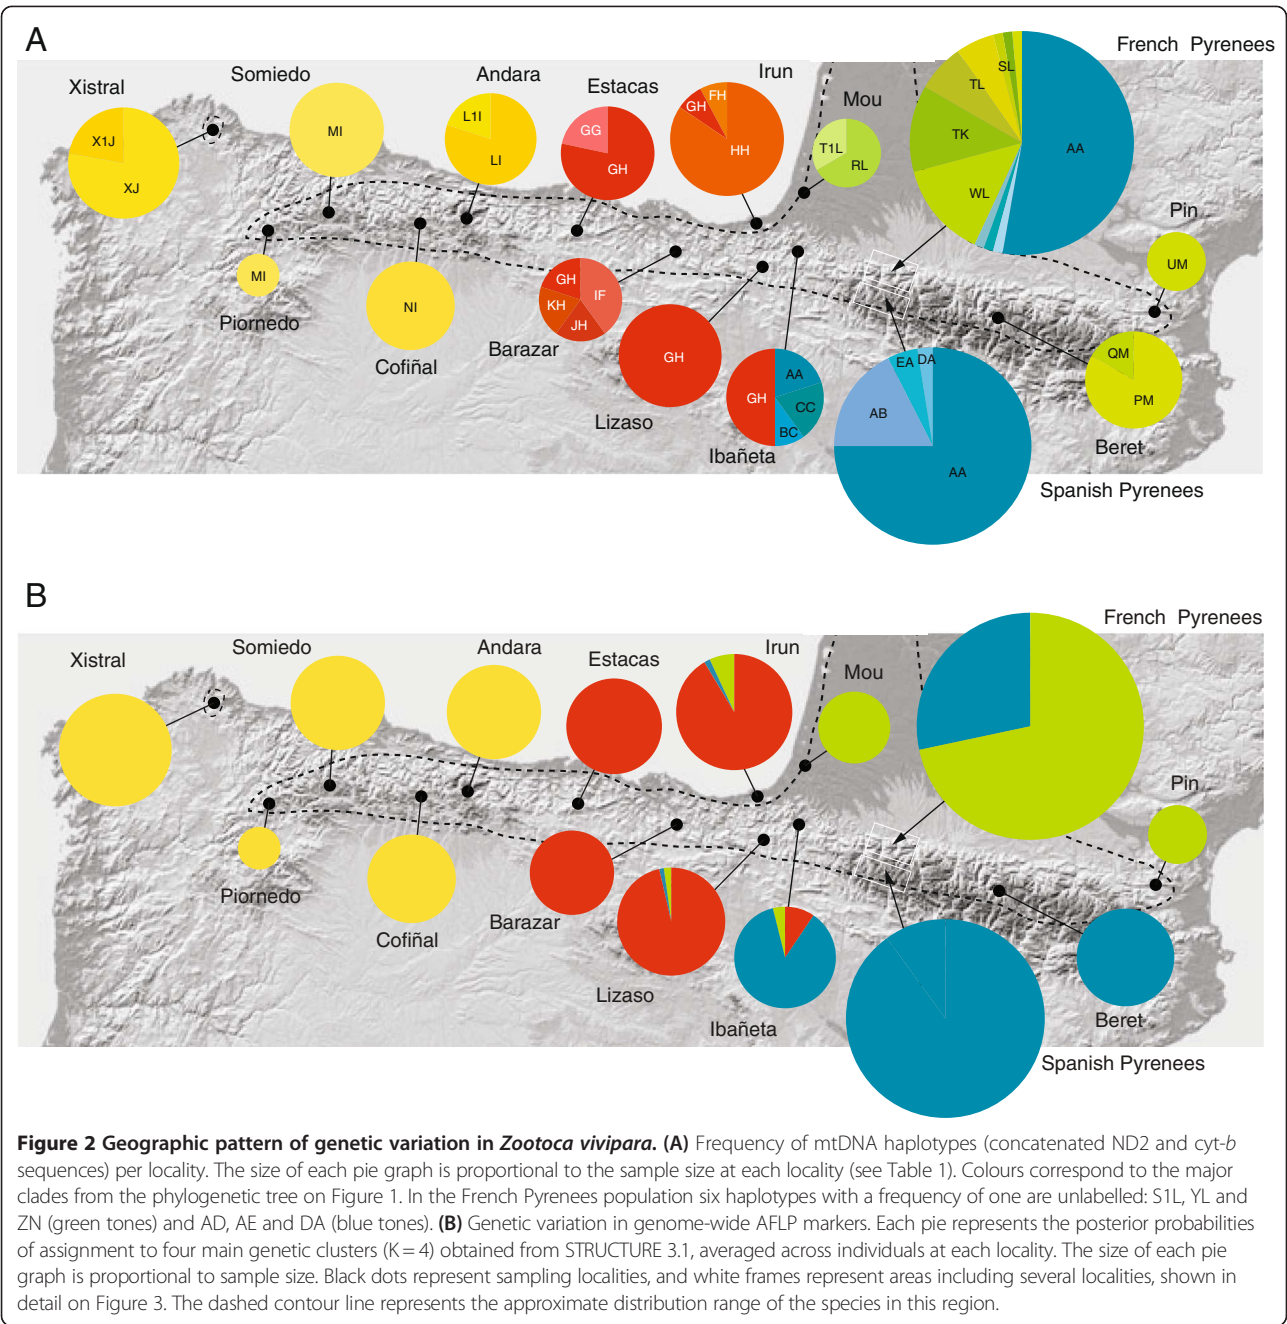 A
French Pyrenees
Xistral
Somiedo
Andara
Estacas
Irun
Mou
X1J
XJ
MI
L1I
LI
GG
GH
FH
GH
HH
T1L
RL
SL
TL
TK
WL
AA
Pin
UM
MI
Piornedo
NI
Cofiñal
GH
IF
KH
JH
Barazar
GH
Lizaso
GH
AA
CC
BC
Ibañeta
EA
DA
AB
AA
Spanish Pyrenees
QM
PM
Beret
B
French Pyrenees
Xistral
Somiedo
Andara
Estacas
Irun
Mou
Pin
Piornedo
Cofiñal
Barazar
Lizaso
Ibañeta
Beret
Spanish Pyrenees
Figure 2 Geographic pattern of genetic variation in Zootoca vivipara. (A) Frequency of mtDNA haplotypes (concatenated ND2 and cyt-b
sequences) per locality. The size of each pie graph is proportional to the sample size at each locality (see Table 1). Colours correspond to the major
clades from the phylogenetic tree on Figure 1. In the French Pyrenees population six haplotypes with a frequency of one are unlabelled: S1L, YL and
ZN (green tones) and AD, AE and DA (blue tones). (B) Genetic variation in genome-wide AFLP markers. Each pie represents the posterior probabilities
of assignment to four main genetic clusters (K = 4) obtained from STRUCTURE 3.1, averaged across individuals at each locality. The size of each pie
graph is proportional to sample size. Black dots represent sampling localities, and white frames represent areas including several localities, shown in
detail on Figure 3. The dashed contour line represents the approximate distribution range of the species in this region.